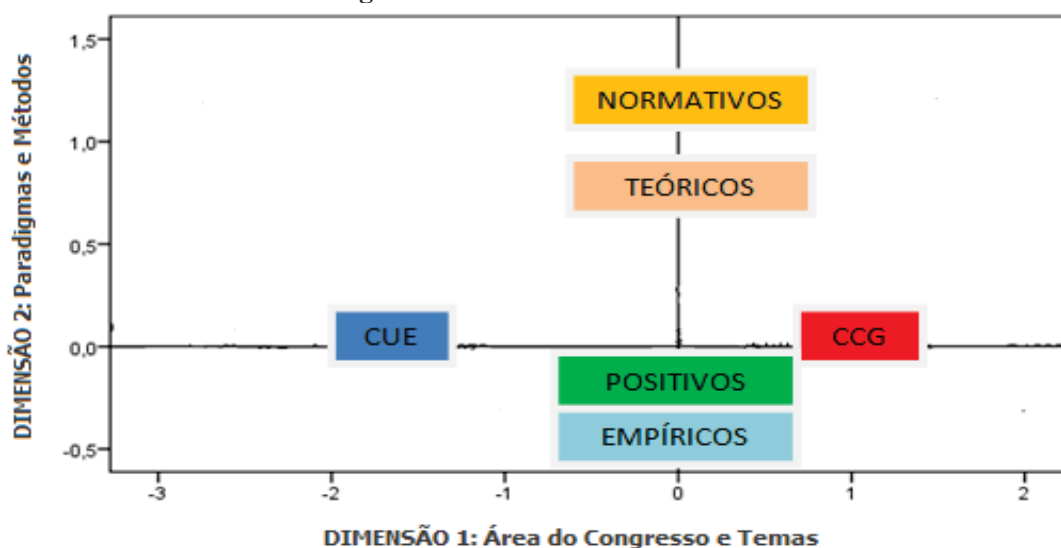 1,5
NORMATIVOS
1,0
TEÓRICOS
0,5
CUE
CCG
0,0
POSITIVOS
EMPÍRICOS
-0,5
-3
-2
-1
0
1
2
DIMENSÃO 2: Paradigmas e Métodos
DIMENSÃO 1: Área do Congresso e Temas